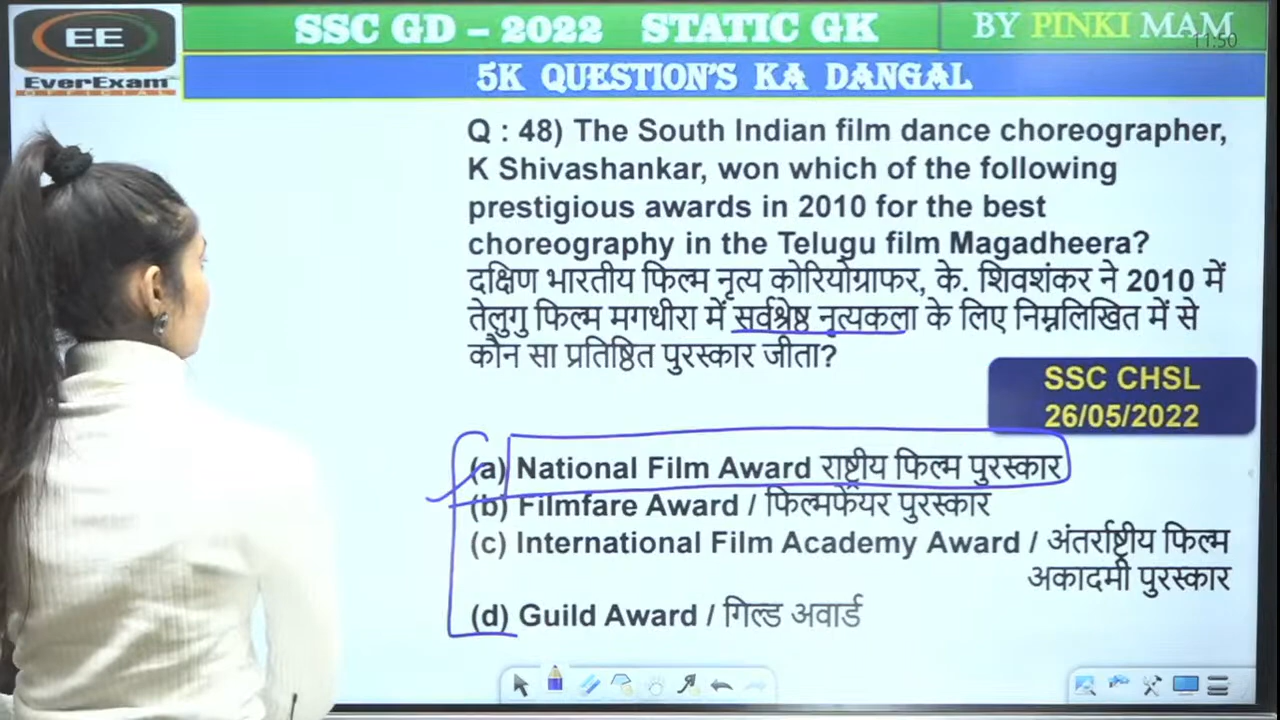 EE
EverExam
OFFICIAL
SSC GD – 2022 STATIC GK
BY PINKI MAM
11:50
5K QUESTION'S KA DANGAL
Q : 48) The South Indian film dance choreographer,
K Shivashankar, won which of the following
prestigious awards in 2010 for the best
choreography in the Telugu film Magadheera?
दक्षिण भारतीय फिल्म नृत्य कोरियोग्राफर, के. शिवशंकर ने 2010 में
तेलुगु फिल्म मगधीरा में सर्वश्रेष्ठ नृत्यकला के लिए निम्नलिखित में से
कौन सा प्रतिष्ठित पुरस्कार जीता?
SSC CHSL
26/05/2022
(a) National Film Award राष्ट्रीय फिल्म पुरस्कार
(b) Filmfare Award / फिल्मफेयर पुरस्कार
(c) International Film Academy Award / अंतर्राष्ट्रीय फिल्म
अकादमी पुरस्कार
(d) Guild Award / गिल्ड अवार्ड